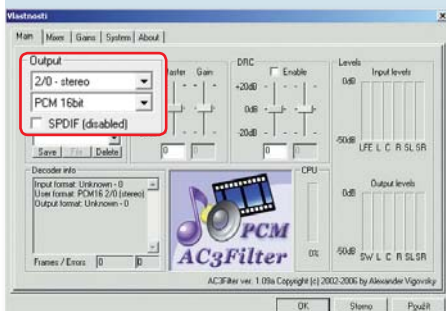 Vlastnosti
Main Mixer Gains System About
Output
2/0 - stereo
PCM 16bit
SPDIF (disabled)
Save File Delete
Master Gain
0 0
DRC
Enable
+20dB
0dB
-20dB
0 0
Levels
Input levels
0dB
-50dB
LFE L C R SL SR
Decoder info
Input format: Unknown - 0
User format: PCM16 2/0 (stereo)
Output format: Unknown - 0
Frames / Errors 0 0
PCM
AC3Filter
CPU
0%
Output levels
0dB
-50dB
SW L C R SL SR
AC3Filter ver. 1.09a Copyright (c) 2002-2006 by Alexander Vigovsky
OK Storno Použít